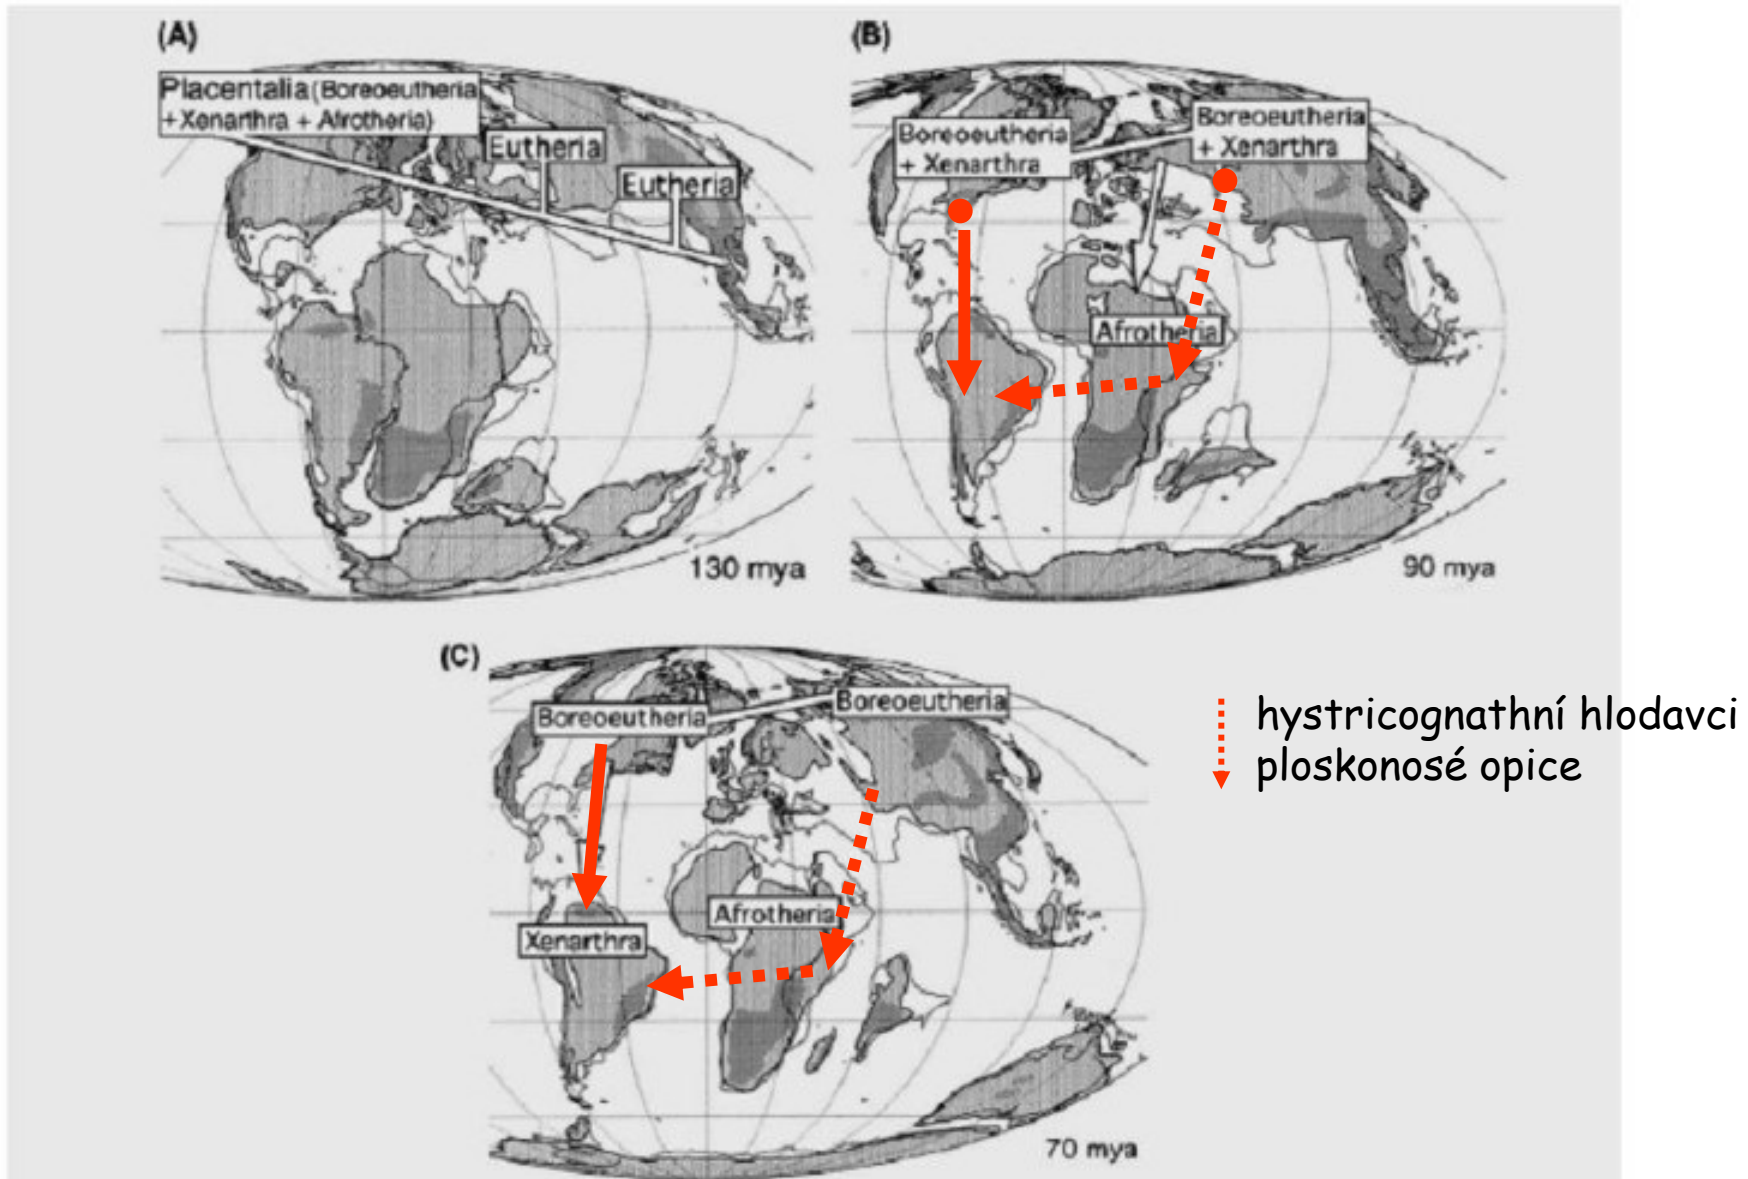 (A)
Placentalia (Boreoeutheria
+Xenarthra + Afrotheria)
Eutheria
Eutheria
130 mya
(B)
Boreoeutheria
+ Xenarthra
Boreoeutheria
+ Xenarthra
Afrotheria
90 mya
(C)
Boreoeutheria
Boreoeutheria
Afrotheria
Xenarthra
70 mya
hystricognathní hlodavci
ploskonosé opice